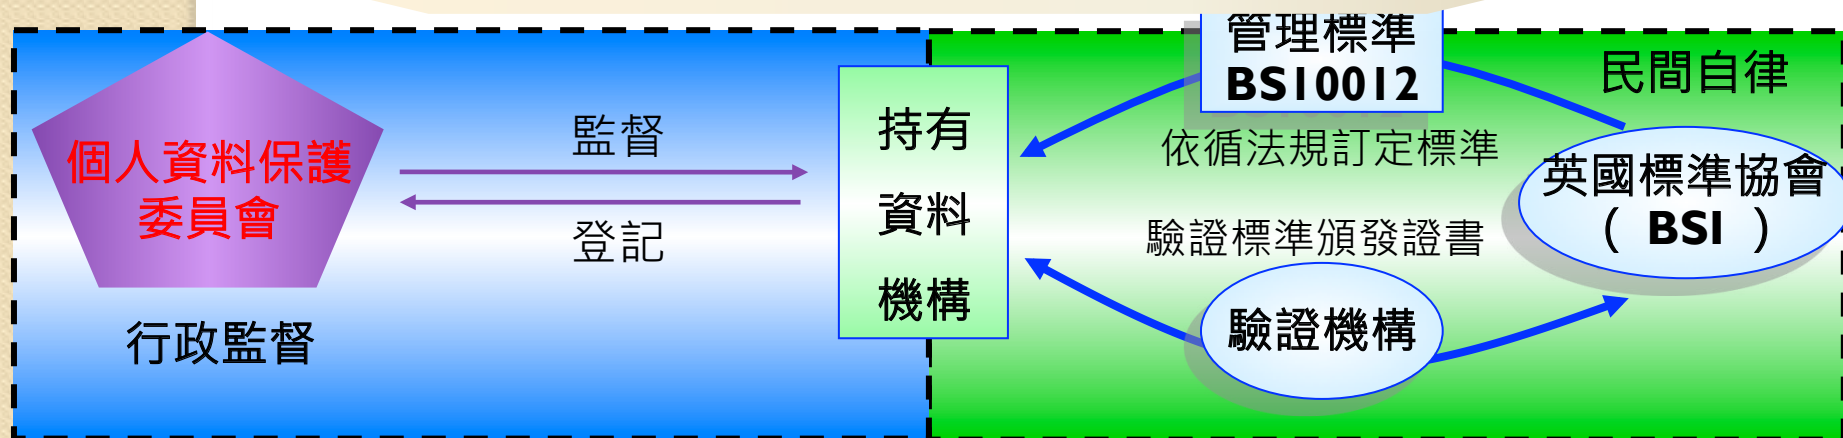 個人資料保護
委員會
行政監督
監督
登記
持有
資料
機構
管理標準
BS10012
民間自律
依循法規訂定標準
英國標準協會
（ BSI ）
驗證標準頒發證書
驗證機構